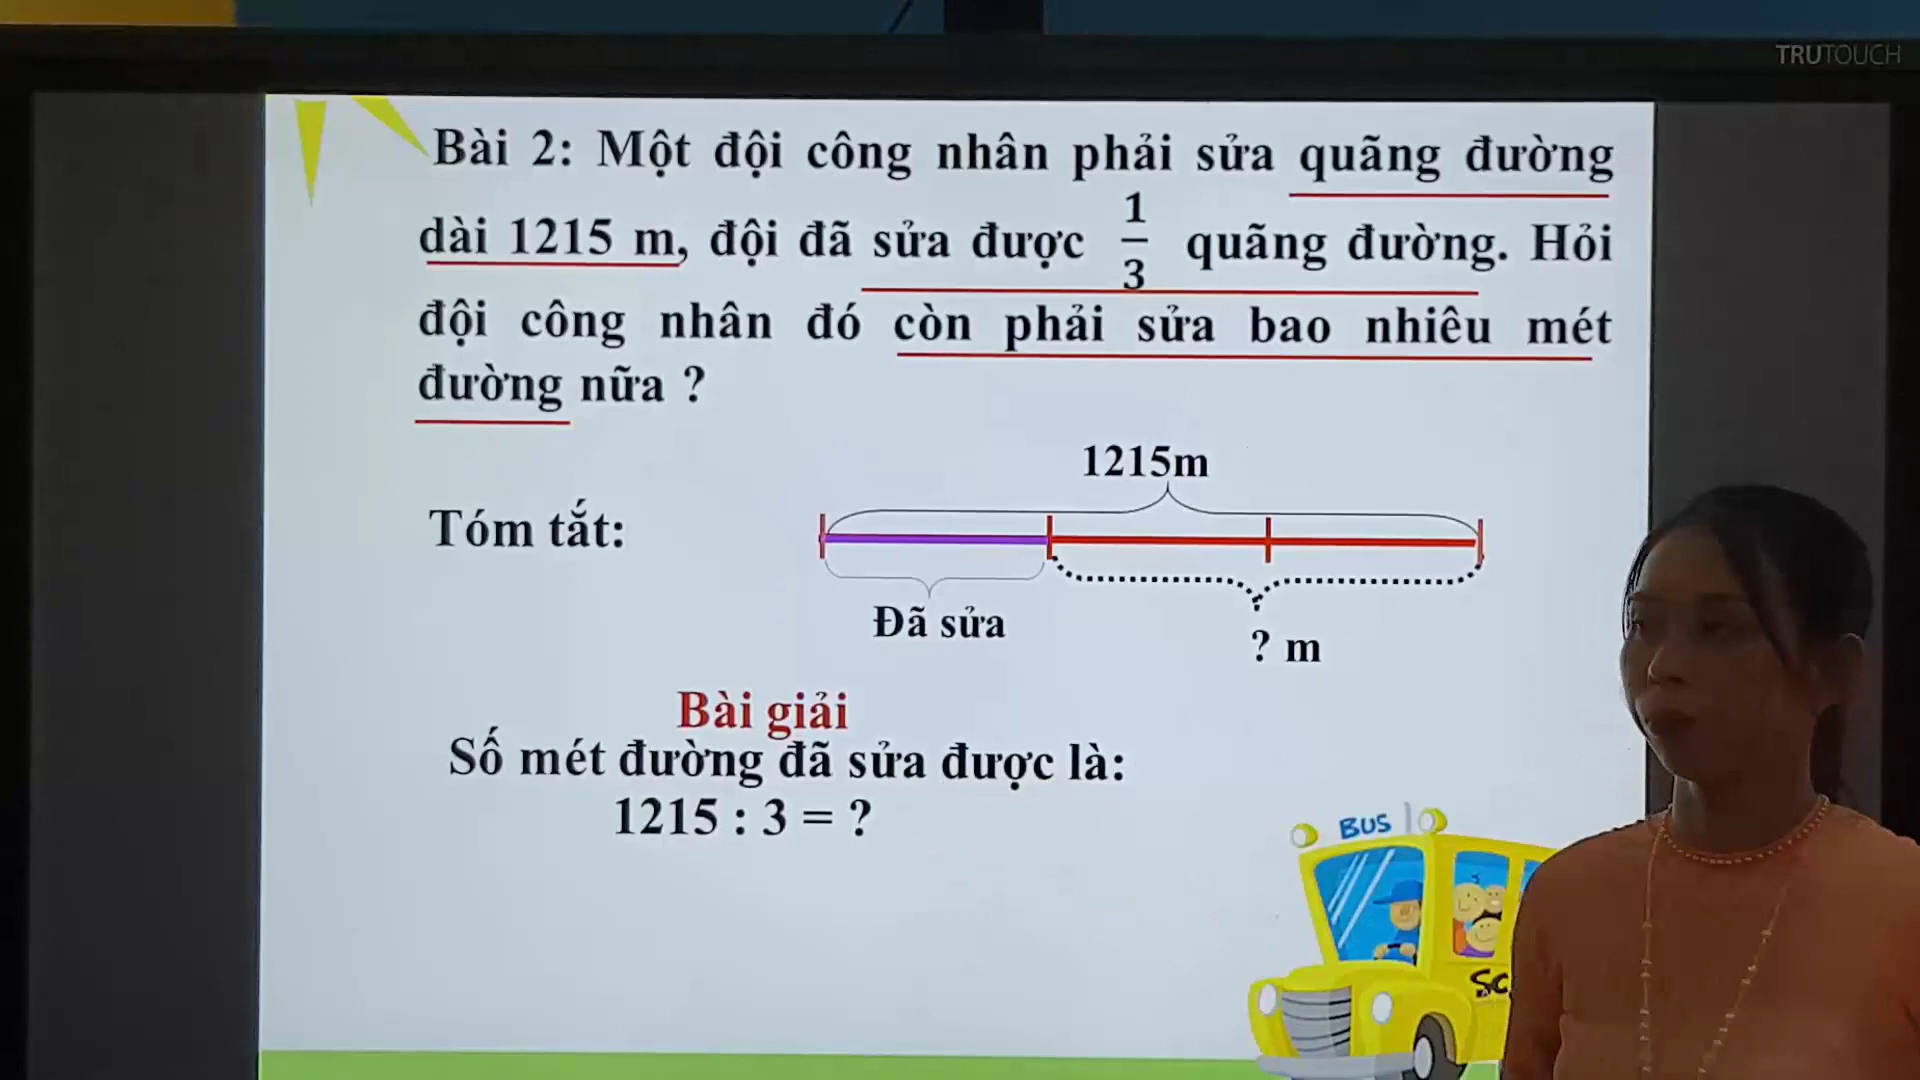 TRUTOUCH
Bài 2: Một đội công nhân phải sửa quãng đường
dài 1215 m, đội đã sửa được 1/3 quãng đường. Hỏi
đội công nhân đó còn phải sửa bao nhiêu mét
đường nữa ?
1215m
Tóm tắt:
Đã sửa
? m
Bài giải
Số mét đường đã sửa được là:
1215 : 3 = ?
BUS
Sc